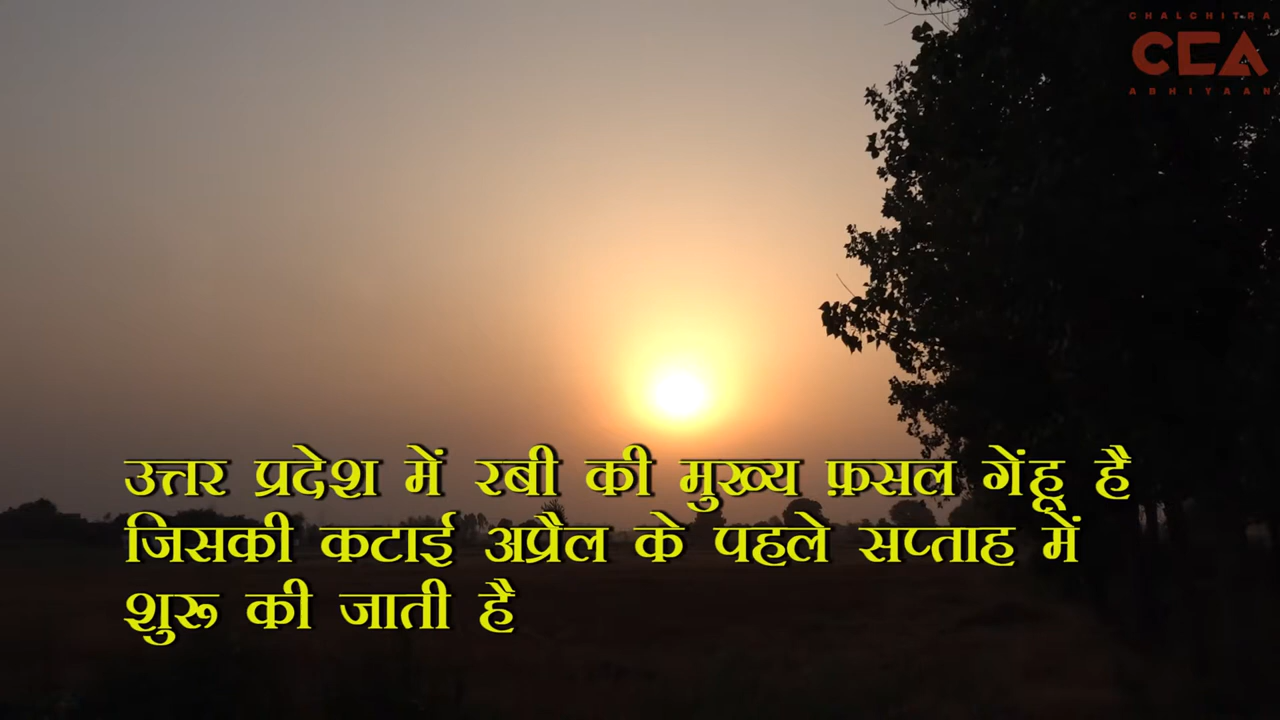 CHALCHITRA
CCA
ABHIYAAN
उत्तर प्रदेश में रबी की मुख्य फ़सल गेंहू है
जिसकी कटाई अप्रैल के पहले सप्ताह में
शुरू की जाती है